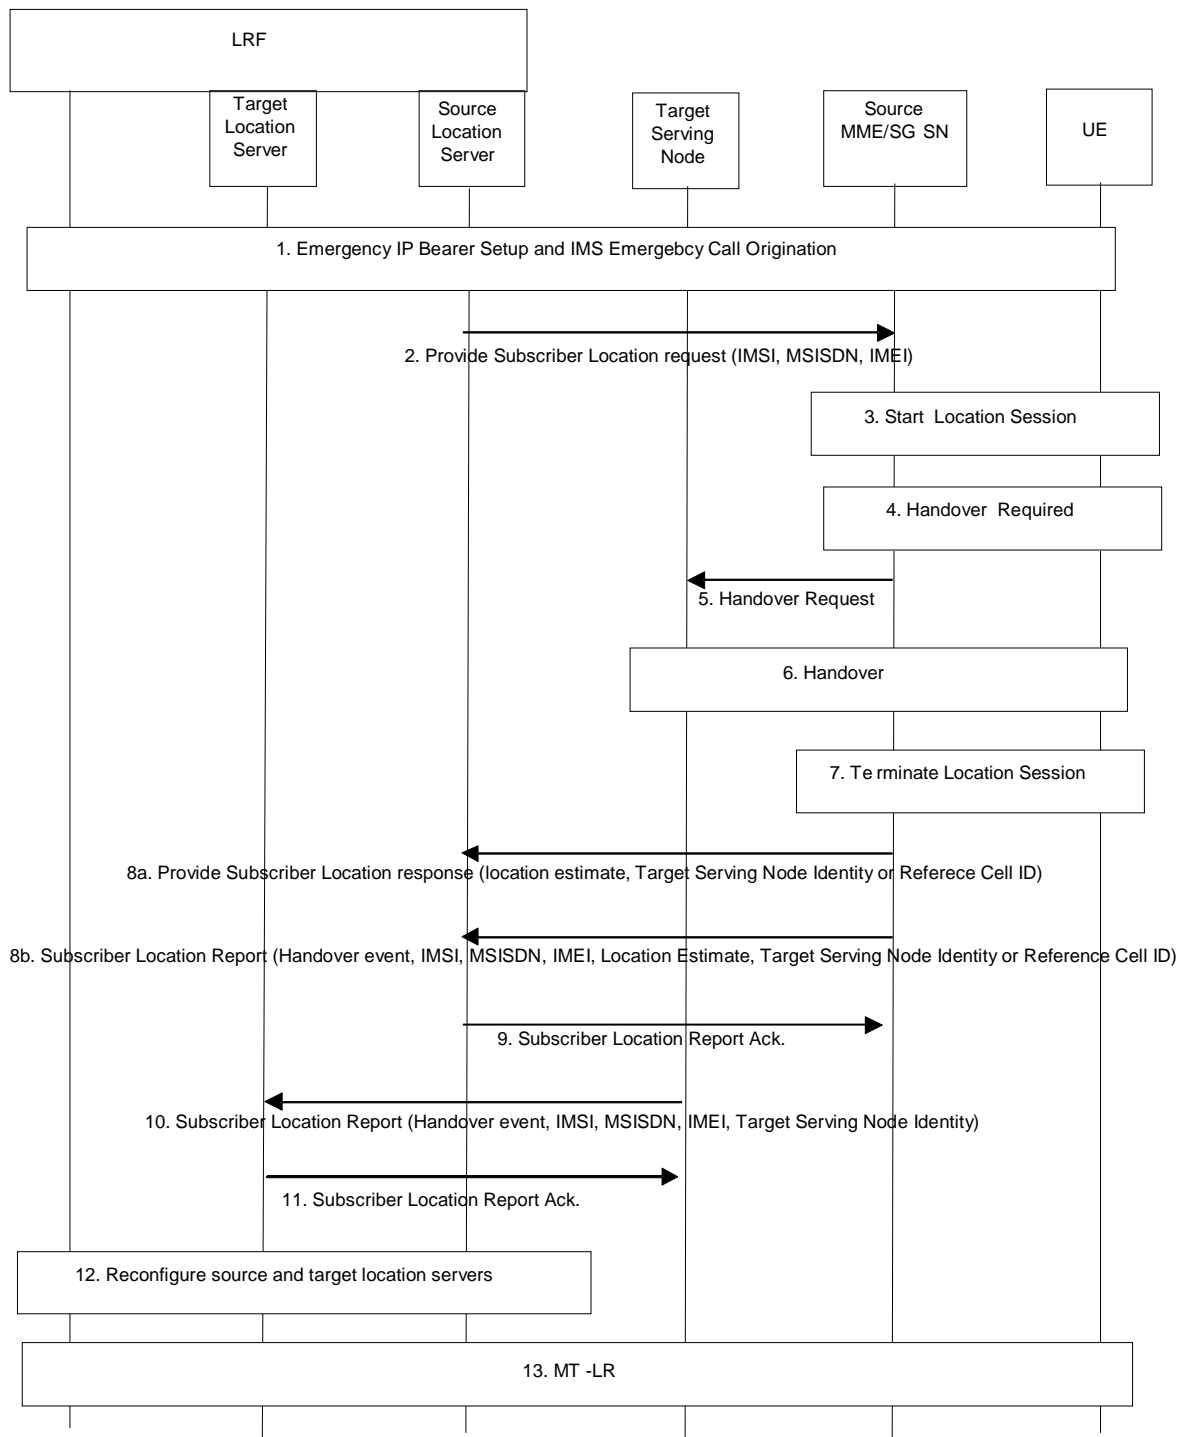 LRF
Target
Location
Server
Source
Location
Server
Target
Serving
Node
Source
MME/SG SN
UE
1. Emergency IP Bearer Setup and IMS Emergebcy Call Origination
2. Provide Subscriber Location request (IMSI, MSISDN, IMEI)
3. Start Location Session
4. Handover Required
5. Handover Request
6. Handover
7. Te rminate Location Session
8a. Provide Subscriber Location response (location estimate, Target Serving Node Identity or Referece Cell ID)
8b. Subscriber Location Report (Handover event, IMSI, MSISDN, IMEI, Location Estimate, Target Serving Node Identity or Reference Cell ID)
9. Subscriber Location Report Ack.
10. Subscriber Location Report (Handover event, IMSI, MSISDN, IMEI, Target Serving Node Identity)
11. Subscriber Location Report Ack.
12. Reconfigure source and target location servers
13. MT -LR